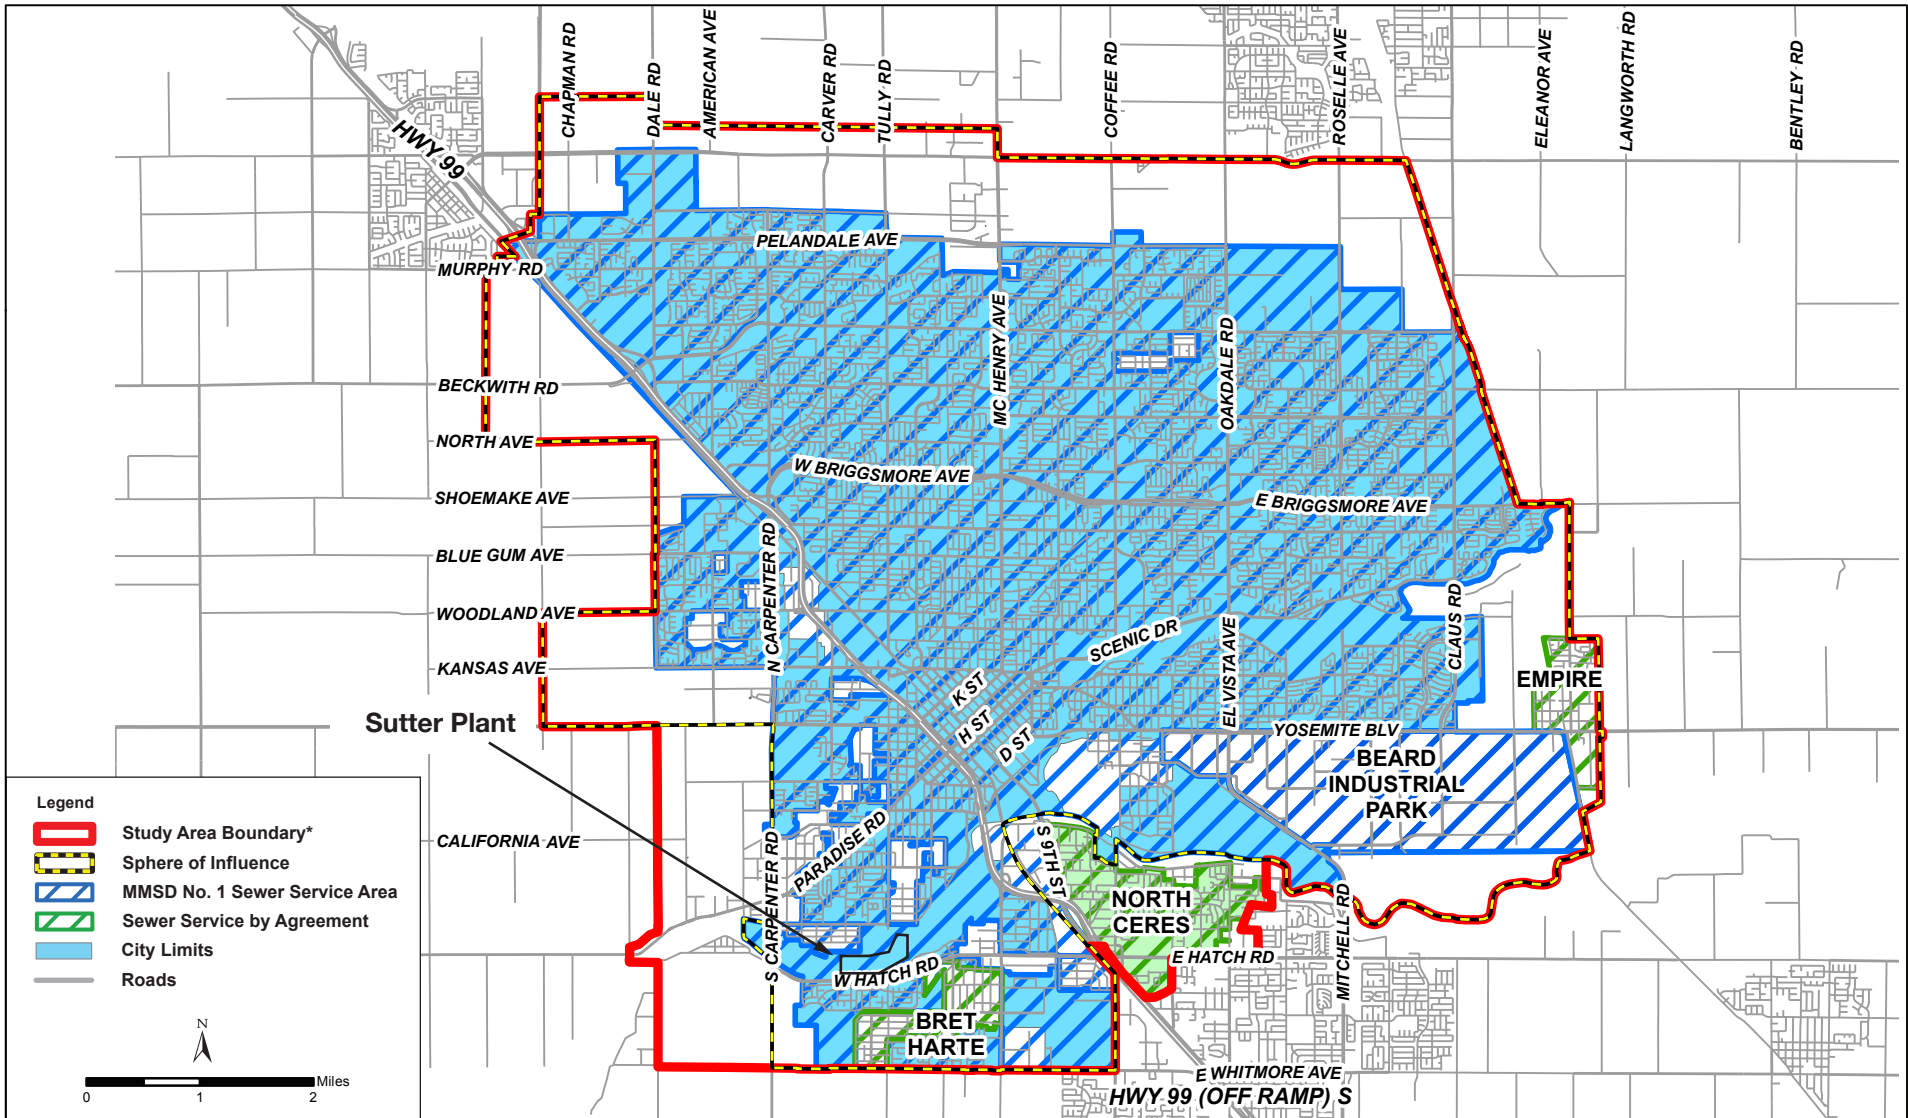 CHAPMAN RD
DALE RD
AMERICAN AVE
CARVER RD
TULLY RD
COFFEE RD
ROSELLE AVE
ELEANOR AVE
LANGWORTH RD
BENTLEY RD
HWY 99
PELANDALE AVE
MURPHY RD
MC HENRY AVE
OAKDALE RD
BECKWITH RD
NORTH AVE
W BRIGGSMORE AVE
E BRIGGSMORE AVE
SHOEMAKE AVE
N CARPENTER RD
BLUE GUM AVE
WOODLAND AVE
CLAUS RD
SCENIC DR
EL VISTA AVE
KANSAS AVE
EMPIRE
K ST
H ST
D ST
Sutter Plant
YOSEMITE BLV
BEARD
INDUSTRIAL
PARK
Legend
Study Area Boundary*
Sphere of Influence
MMSD No. 1 Sewer Service Area
Sewer Service by Agreement
City Limits
Roads
N
Miles
0
1
2
CALIFORNIA AVE
S CARPENTER RD
PARADISE RD
S 9TH ST
NORTH
CERES
MITCHELL RD
E HATCH RD
W HATCH RD
BRET
HARTE
E WHITMORE AVE
HWY 99 (OFF RAMP) S